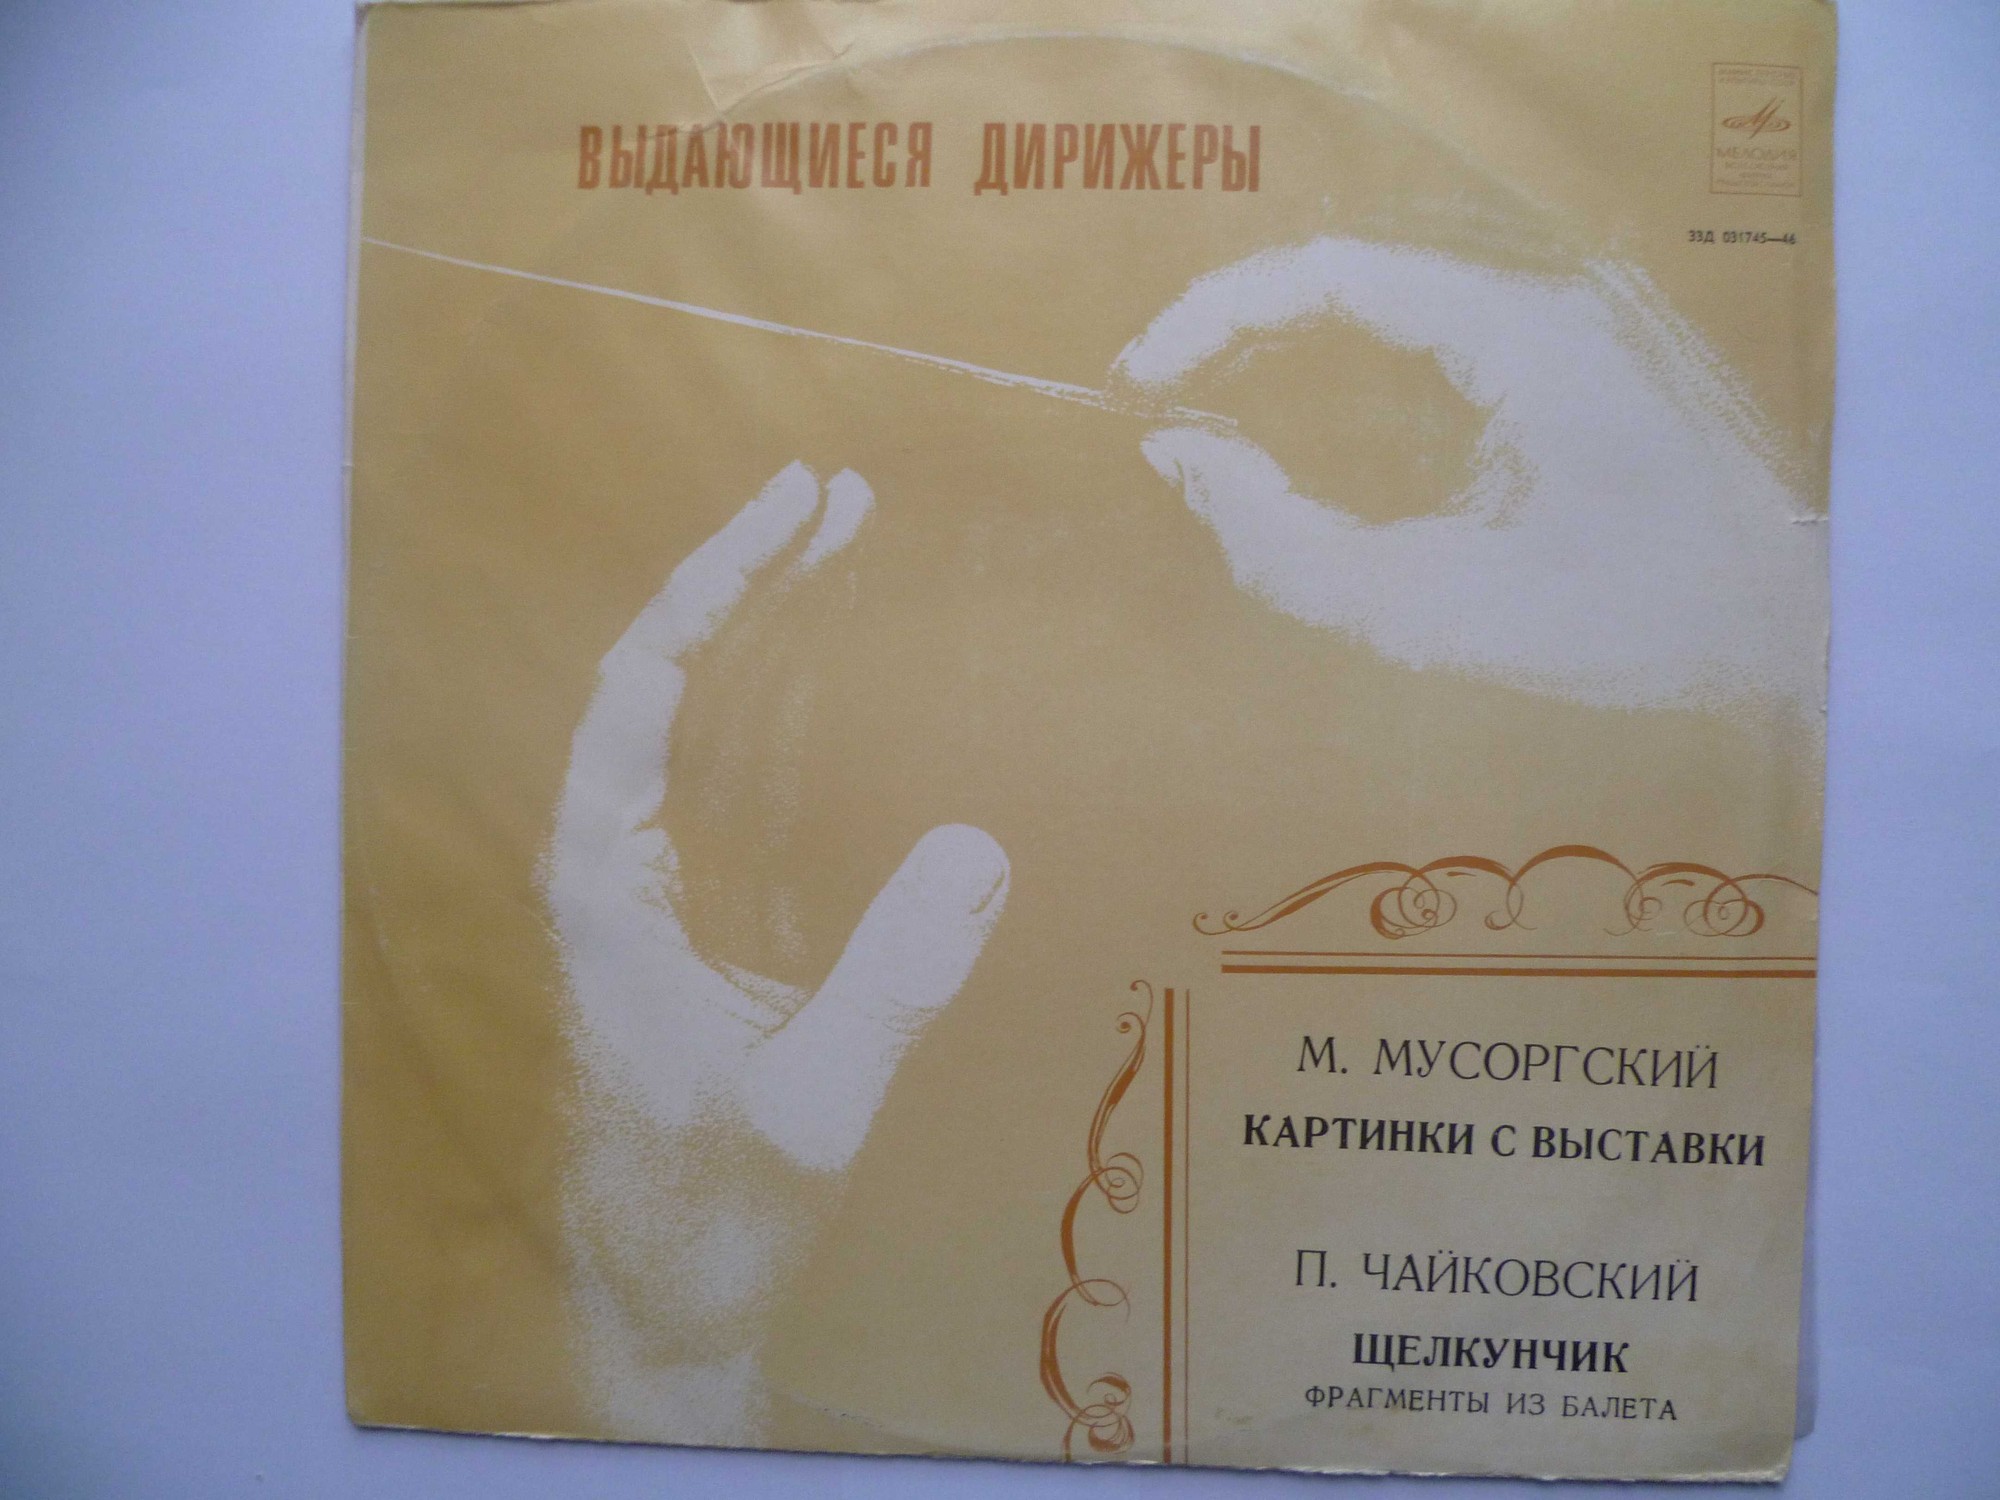 ВЫДАЮЩИЕСЯ ДИРИЖЕРЫ
МЕЛОДИЯ
33Д 031745—46
М. МУСОРГСКИЙ
КАРТИНКИ С ВЫСТАВКИ
П. ЧАЙКОВСКИЙ
ЩЕЛКУНЧИК
ФРАГМЕНТЫ ИЗ БАЛЕТА